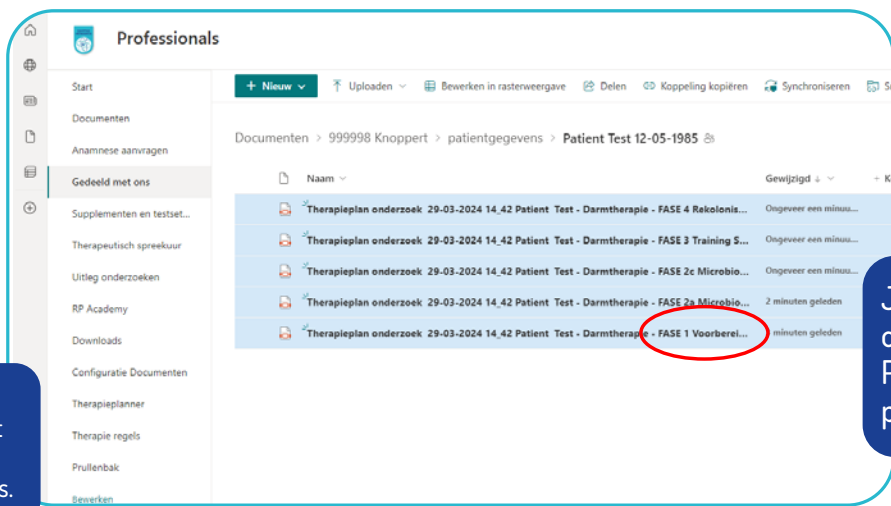 Professionals
Start
Documenten
Anamnese aanvragen
Gedeeld met ons
Supplementen en testset...
Therapeutisch spreekuur
Uitleg onderzoeken
RP Academy
Downloads
Configuratie Documenten
Therapieplanner
Therapie regels
Prullenbak
Bewerken
+ Nieuw Uploaden Bewerken in rasterweergave Delen Koppeling kopiëren Synchroniseren
Documenten > 999998 Knoppert > patientgegevens > Patient Test 12-05-1985
Naam Gewijzigd ↓ +
Therapieplan onderzoek 29-03-2024 14_42 Patient Test - Darmtherapie - FASE 4 Rekolonis... Ongeveer een minuu...
Therapieplan onderzoek 29-03-2024 14_42 Patient Test - Darmtherapie - FASE 3 Training S... Ongeveer een minuu...
Therapieplan onderzoek 29-03-2024 14_42 Patient Test - Darmtherapie - FASE 2c Microbio... Ongeveer een minuu...
Therapieplan onderzoek 29-03-2024 14_42 Patient Test - Darmtherapie - FASE 2a Microbio... 2 minuten geleden
Therapieplan onderzoek 29-03-2024 14_42 Patient Test - Darmtherapie - FASE 1 Voorberei... minuten geleden